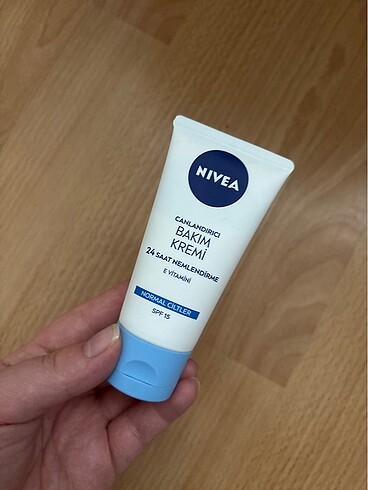 NIVEA
CANLANDIRICI
BAKIM
KREMİ
24 SAAT NEMLENDİRME
E VİTAMİNİ
NORMAL CİLTLER
SPF 15